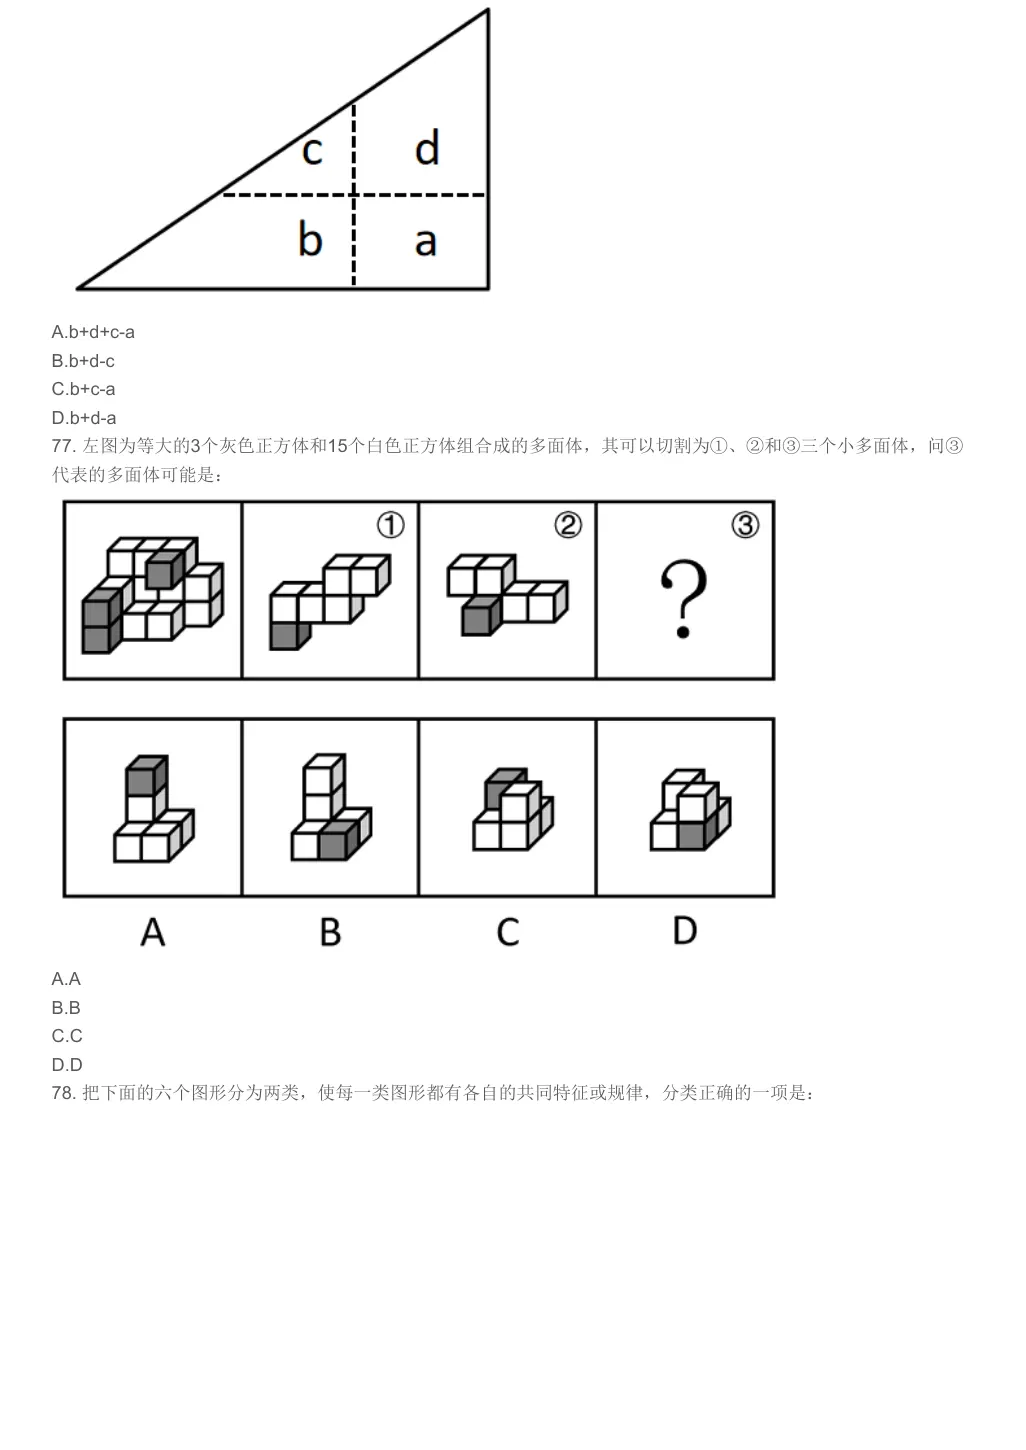 c
d
b
a
A.b+d+c-a
B.b+d-c
C.b+c-a
D.b+d-a
77. 左图为等大的3个灰色正方体和15个白色正方体组合成的多面体，其可以切割为①、②和③三个小多面体，问③
代表的多面体可能是：
① ② ③
?
A B C D
A.A
B.B
C.C
D.D
78. 把下面的六个图形分为两类，使每一类图形都有各自的共同特征或规律，分类正确的一项是：